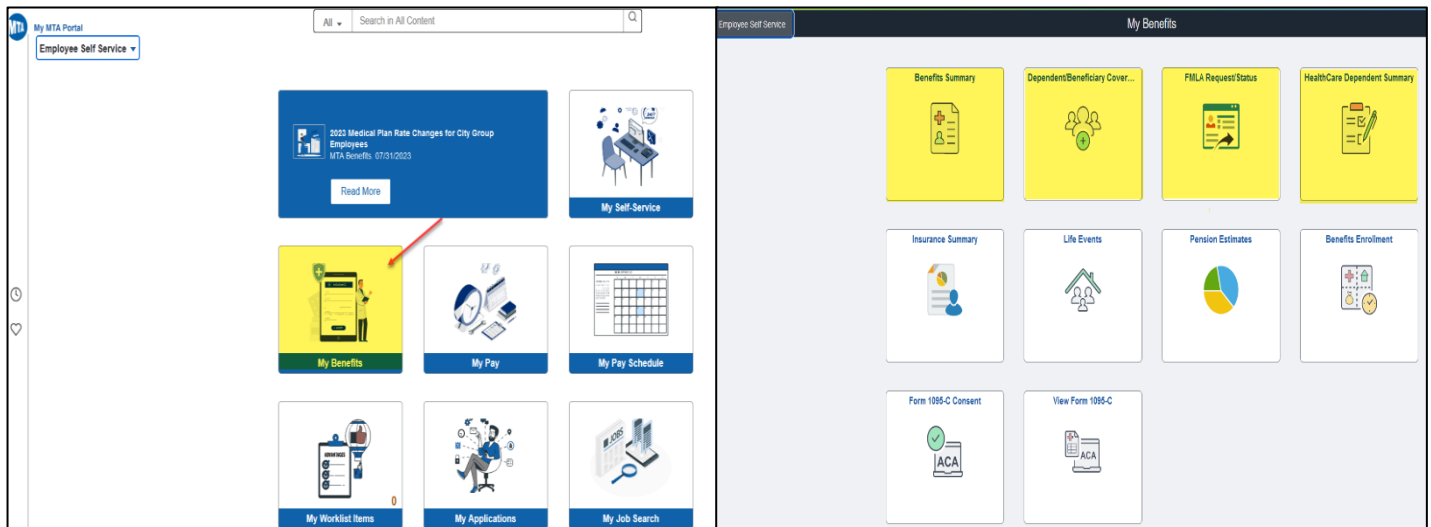 MTA
My MTA Portal
All
Search in All Content
Employee Self Service
2023 Medical Plan Rate Changes for City Group
Employees
MTA Benefits 07/31/2023
Read More
My Self-Service
My Benefits
My Pay
My Pay Schedule
JOBS
0
My Worklist Items
My Applications
My Job Search
Employee Self Service
My Benefits
Benefits Summary
Dependent/Beneficiary Cover...
FMLA Request/Status
HealthCare Dependent Summary
Insurance Summary
Life Events
Pension Estimates
Benefits Enrollment
Form 1095-C Consent
View Form 1095-C
ACA
ACA